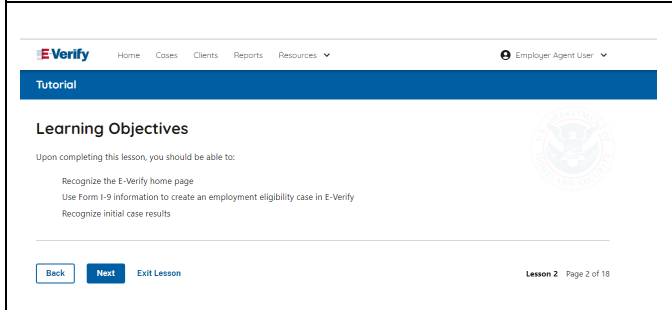 E-Verify Home Cases Clients Reports Resources Employer Agent User
Tutorial
Learning Objectives
Upon completing this lesson, you should be able to:
Recognize the E-Verify home page
Use Form I-9 information to create an employment eligibility case in E-Verify
Recognize initial case results
Back Next Exit Lesson Lesson 2 Page 2 of 18